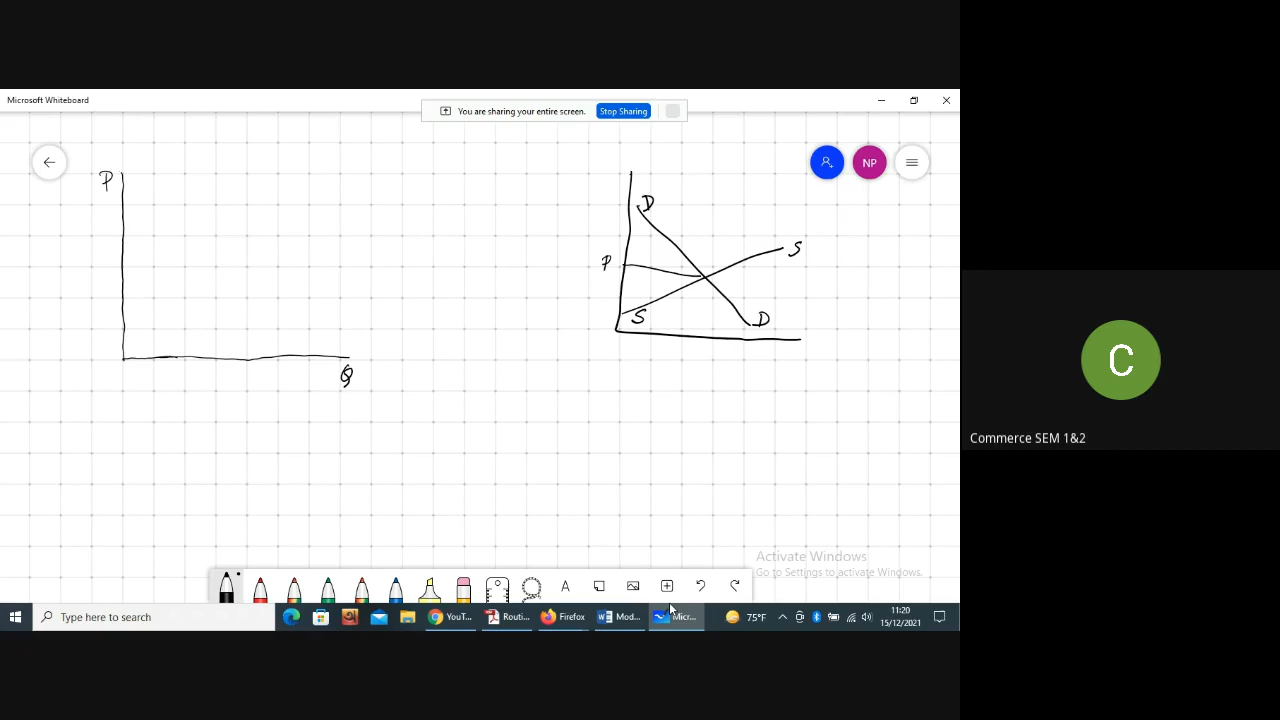 Microsoft Whiteboard
You are sharing your entire screen.
Stop Sharing
NP
P
Q
D
S
P
S
D
C
Commerce SEM 1&2
Activate Windows
Go to Settings to activate Windows.
A
Type here to search
YouT...
Routi...
Firefox
Mod...
Micr...
75°F
11:20
15/12/2021